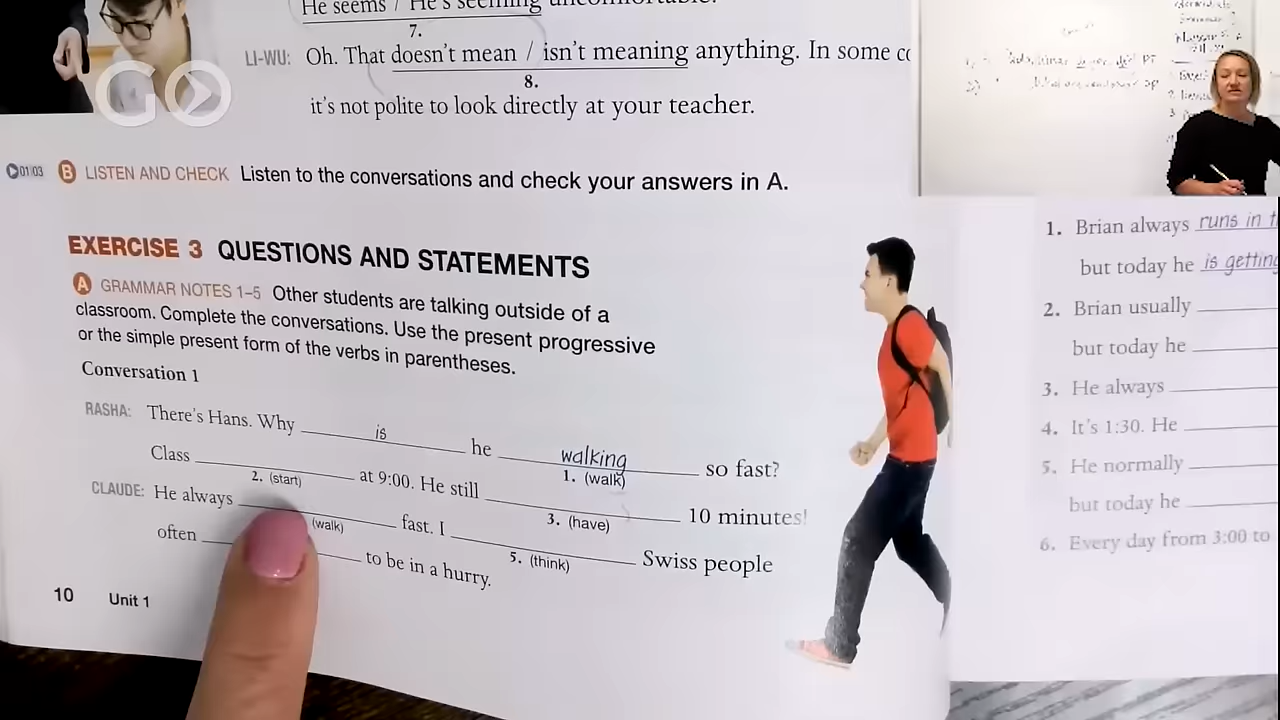 He seems / He's seeming uncomfortable.
7.
LI-WU: Oh. That doesn't mean / isn't meaning anything. In some
8.
it's not polite to look directly at your teacher.
GO
01|03 B LISTEN AND CHECK Listen to the conversations and check your answers in A.
EXERCISE 3 QUESTIONS AND STATEMENTS
A GRAMMAR NOTES 1–5 Other students are talking outside of a
classroom. Complete the conversations. Use the present progressive
or the simple present form of the verbs in parentheses.
Conversation 1
RASHA: There's Hans. Why is he walking so fast?
1. (walk)
Class at 9:00. He still 10 minutes!
2. (start) 3. (have)
CLAUDE: He always fast. I Swiss people
(walk) 5. (think)
often to be in a hurry.
10 Unit 1
1. Brian always runs in
but today he is getting
2. Brian usually
but today he
3. He always
4. It's 1:30. He
5. He normally
but today he
6. Every day from 3:00 to